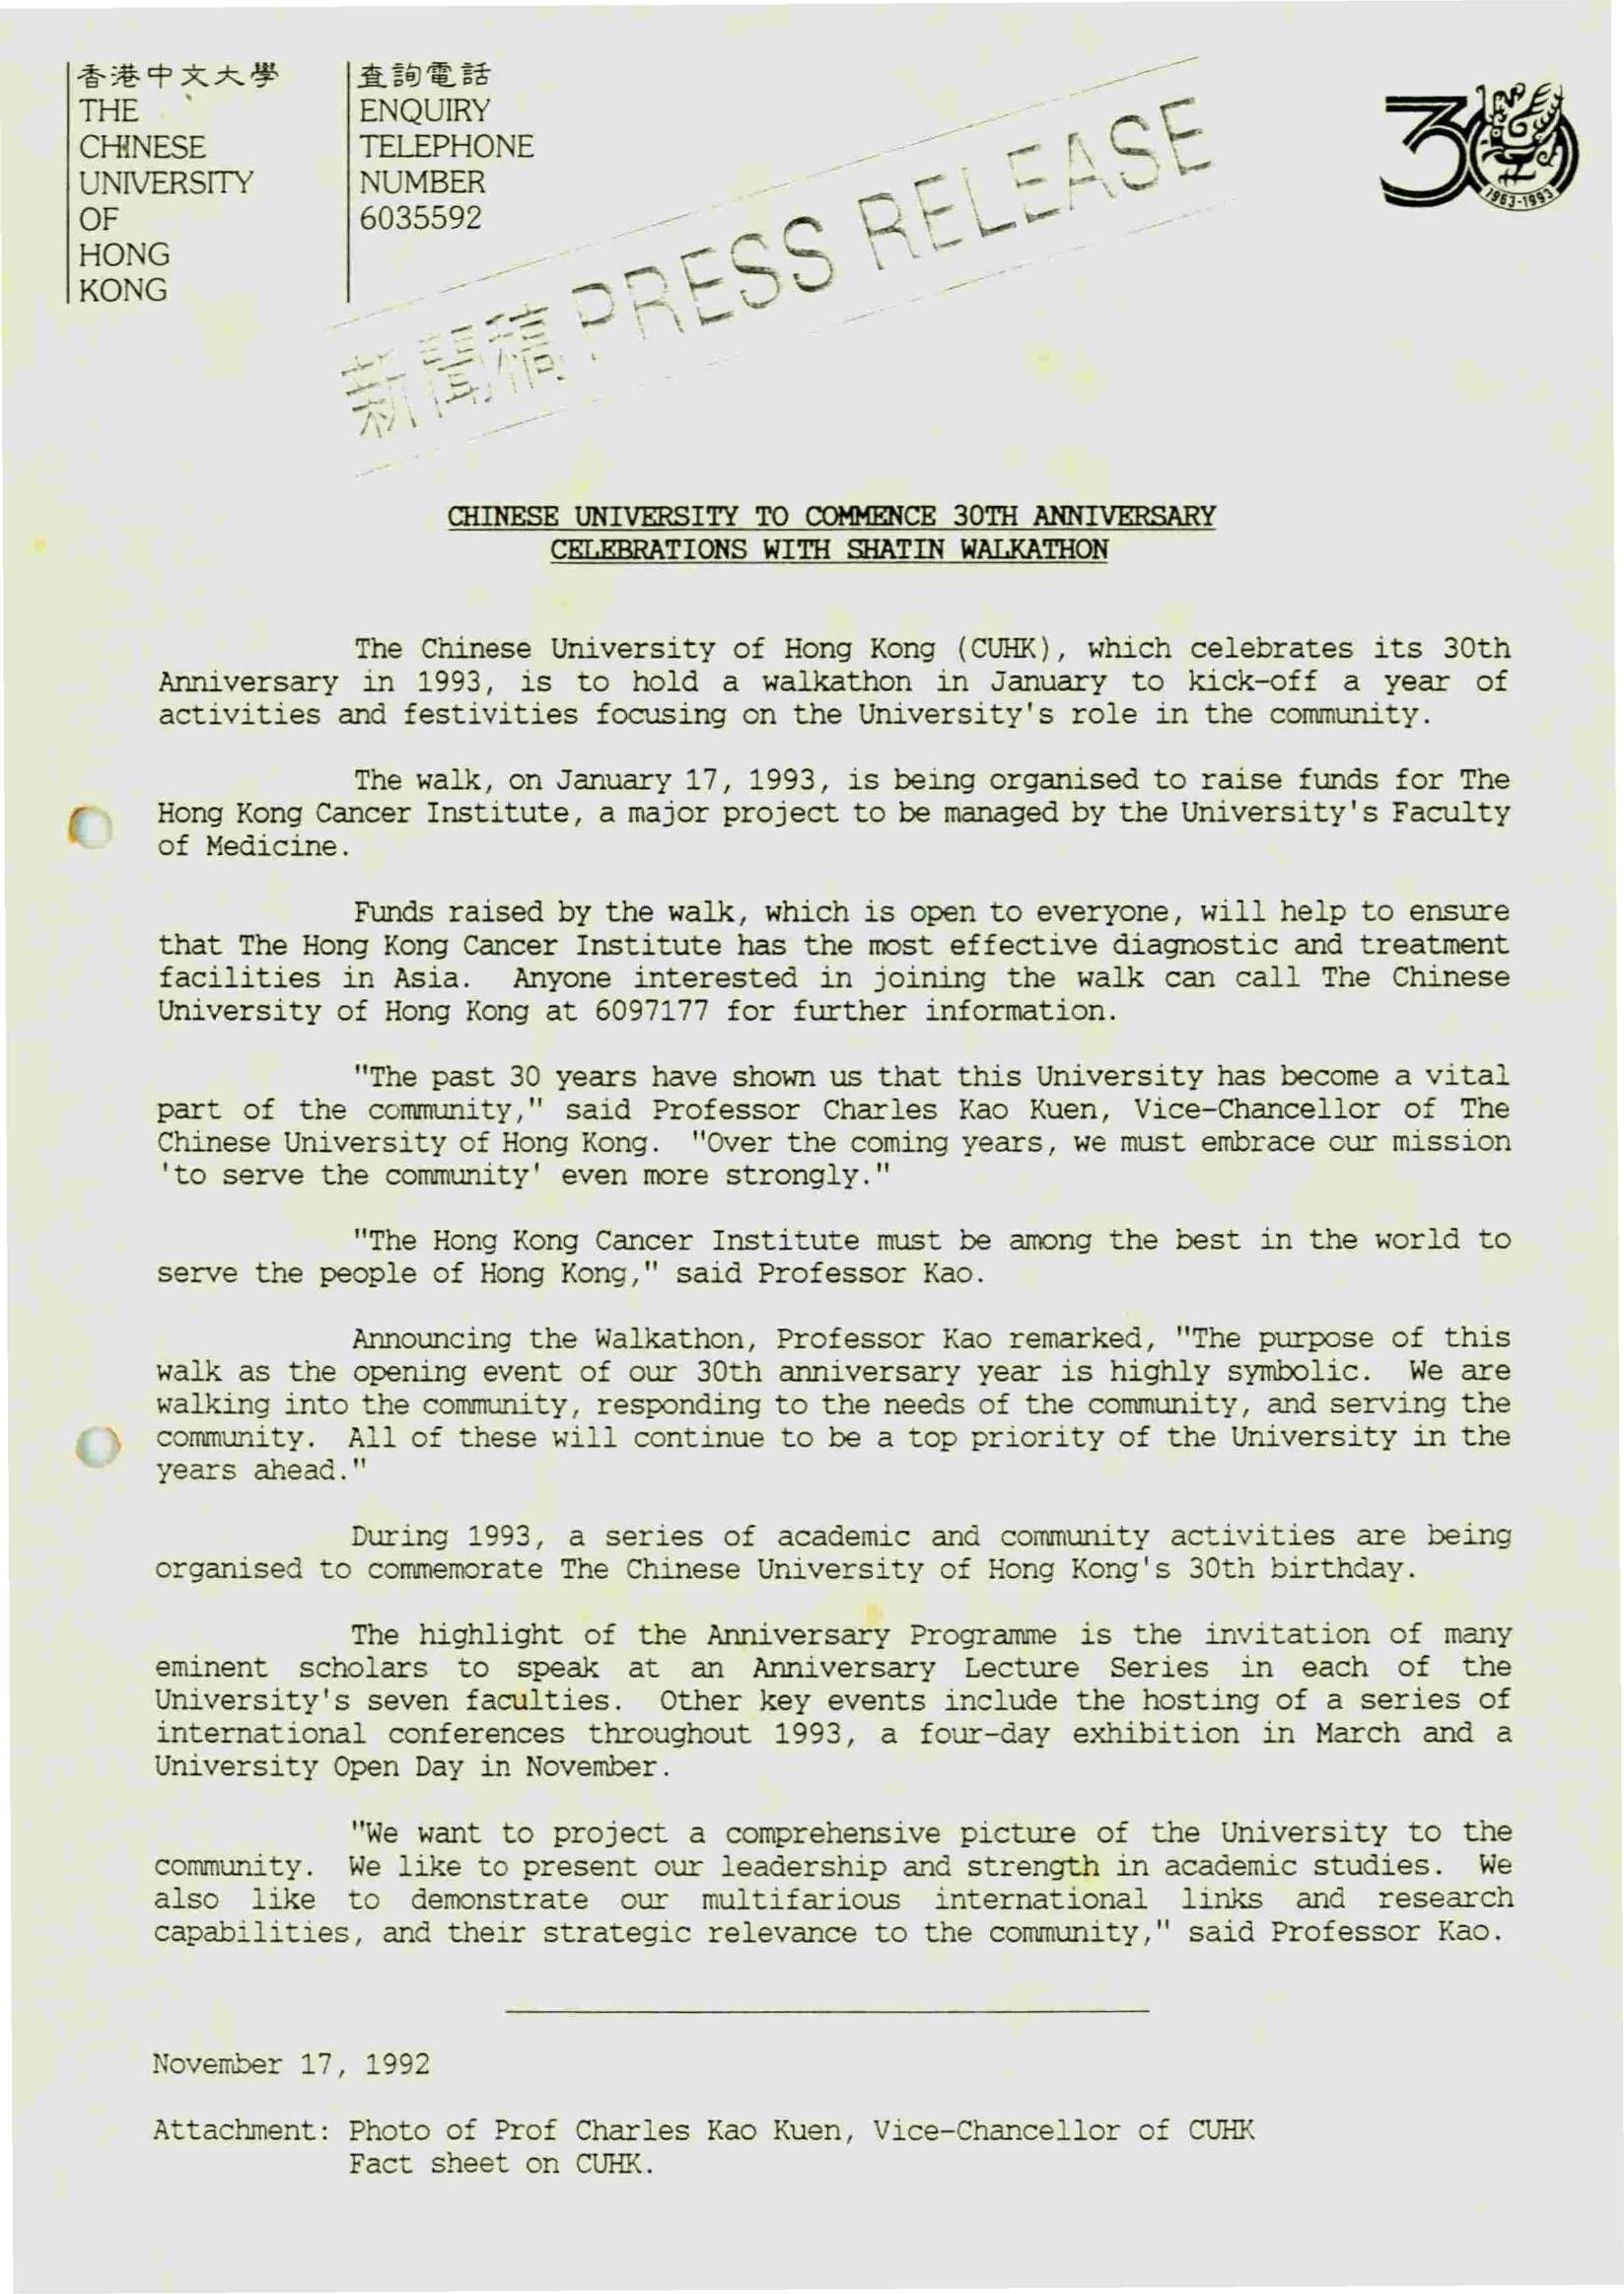 香港中文大學
THE
CHINESE
UNIVERSITY
OF
HONG
KONG
查詢電話
ENQUIRY
TELEPHONE
NUMBER
6035592
新聞稿 PRESS RELEASE
30
1963-1993
CHINESE UNIVERSITY TO COMMENCE 30TH ANNIVERSARY
CELEBRATIONS WITH SHATIN WALKATHON
The Chinese University of Hong Kong (CUHK), which celebrates its 30th
Anniversary in 1993, is to hold a walkathon in January to kick-off a year of
activities and festivities focusing on the University's role in the community.
The walk, on January 17, 1993, is being organised to raise funds for The
Hong Kong Cancer Institute, a major project to be managed by the University's Faculty
of Medicine.
Funds raised by the walk, which is open to everyone, will help to ensure
that The Hong Kong Cancer Institute has the most effective diagnostic and treatment
facilities in Asia. Anyone interested in joining the walk can call The Chinese
University of Hong Kong at 6097177 for further information.
"The past 30 years have shown us that this University has become a vital
part of the community," said Professor Charles Kao Kuen, Vice-Chancellor of The
Chinese University of Hong Kong. "Over the coming years, we must embrace our mission
'to serve the community' even more strongly."
"The Hong Kong Cancer Institute must be among the best in the world to
serve the people of Hong Kong," said Professor Kao.
Announcing the Walkathon, Professor Kao remarked, "The purpose of this
walk as the opening event of our 30th anniversary year is highly symbolic. We are
walking into the community, responding to the needs of the community, and serving the
community. All of these will continue to be a top priority of the University in the
years ahead."
During 1993, a series of academic and community activities are being
organised to commemorate The Chinese University of Hong Kong's 30th birthday.
The highlight of the Anniversary Programme is the invitation of many
eminent scholars to speak at an Anniversary Lecture Series in each of the
University's seven faculties. Other key events include the hosting of a series of
international conferences throughout 1993, a four-day exhibition in March and a
University Open Day in November.
"We want to project a comprehensive picture of the University to the
community. We like to present our leadership and strength in academic studies. We
also like to demonstrate our multifarious international links and research
capabilities, and their strategic relevance to the community," said Professor Kao.
November 17, 1992
Attachment: Photo of Prof Charles Kao Kuen, Vice-Chancellor of CUHK
Fact sheet on CUHK.